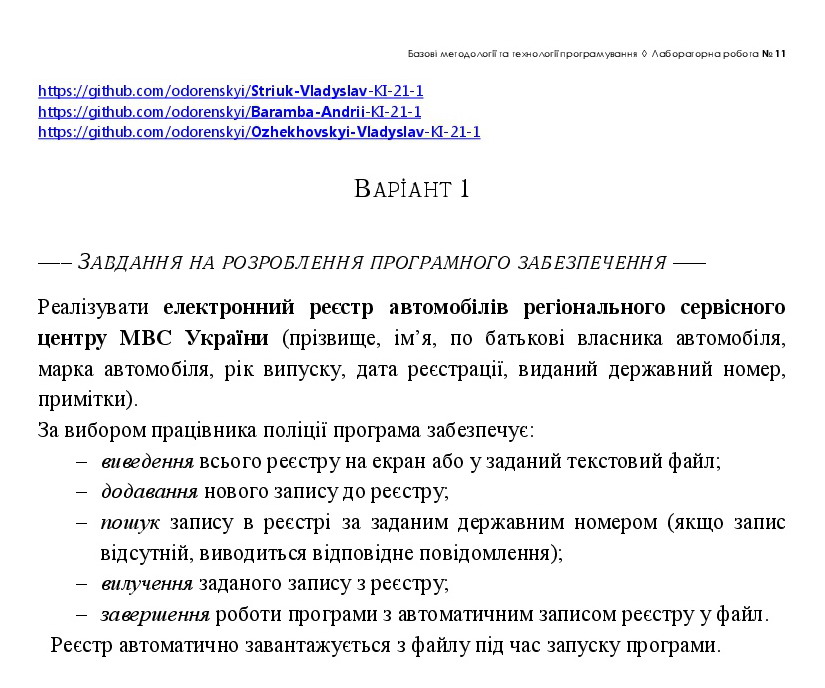 Базові методології та технології програмування ◊ Лабораторна робота № 11
https://github.com/odorenskyi/Striuk-Vladyslav-KI-21-1
https://github.com/odorenskyi/Baramba-Andrii-KI-21-1
https://github.com/odorenskyi/Ozhekhovskyi-Vladyslav-KI-21-1
ВАРІАНТ 1
—–– ЗАВДАННЯ НА РОЗРОБЛЕННЯ ПРОГРАМНОГО ЗАБЕЗПЕЧЕННЯ ––—
Реалізувати електронний реєстр автомобілів регіонального сервісного
центру МВС України (прізвище, ім’я, по батькові власника автомобіля,
марка автомобіля, рік випуску, дата реєстрації, виданий державний номер,
примітки).
За вибором працівника поліції програма забезпечує:
– виведення всього реєстру на екран або у заданий текстовий файл;
– додавання нового запису до реєстру;
– пошук запису в реєстрі за заданим державним номером (якщо запис
відсутній, виводиться відповідне повідомлення);
– вилучення заданого запису з реєстру;
– завершення роботи програми з автоматичним записом реєстру у файл.
Реєстр автоматично завантажується з файлу під час запуску програми.